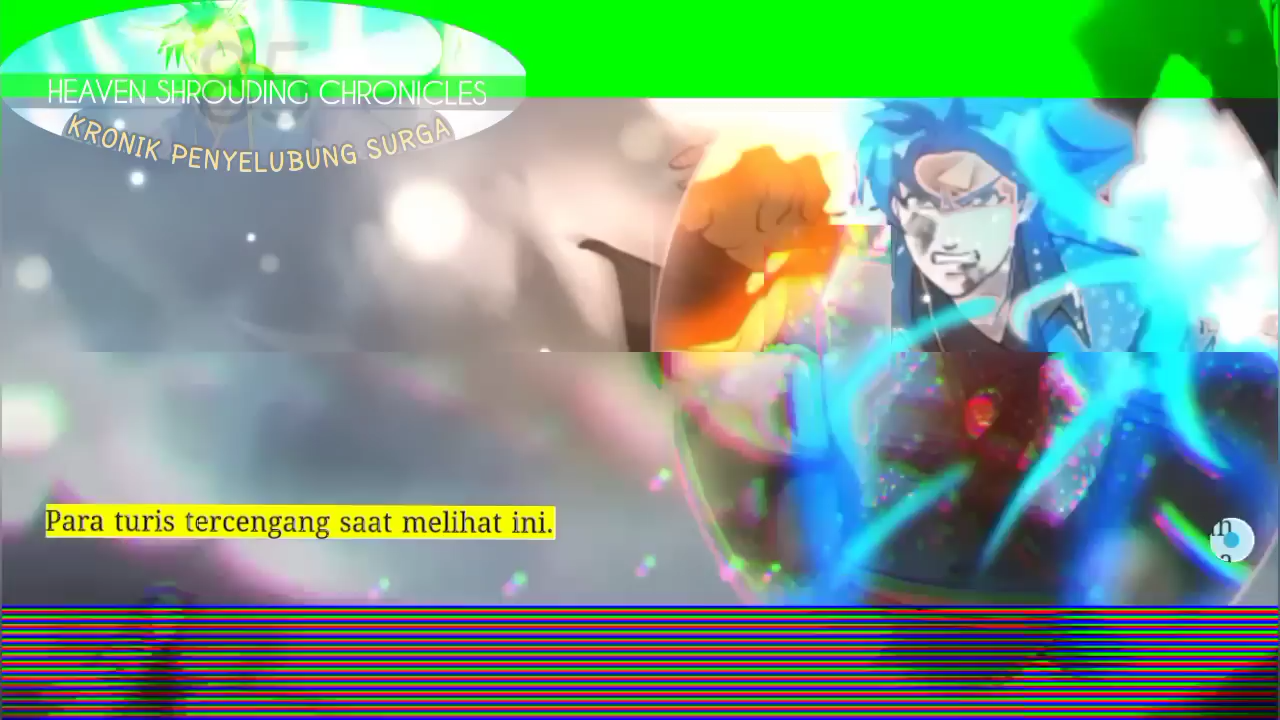 HEAVEN SHROUDING CHRONICLES
KRONIK PENYELUBUNG SURGA
Para turis tercengang saat melihat ini.